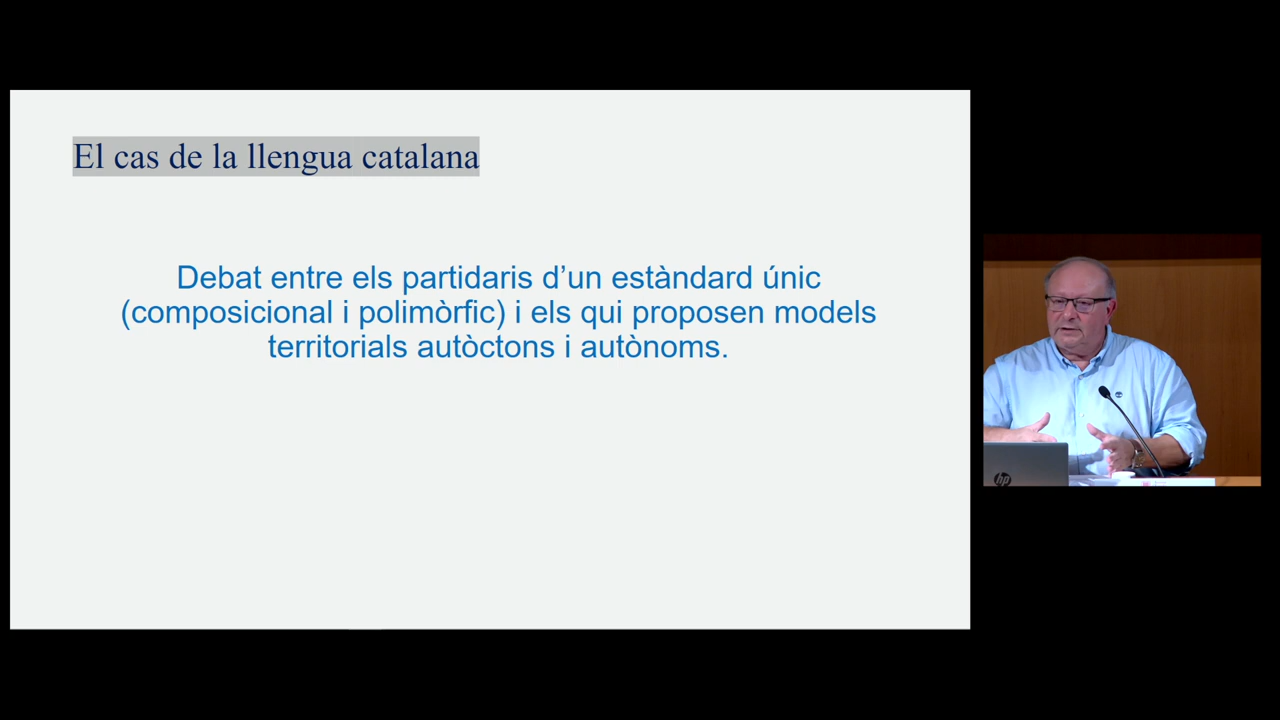 El cas de la llengua catalana
Debat entre els partidaris d’un estàndard únic
(composicional i polimòrfic) i els qui proposen models
territorials autòctons i autònoms.
hp